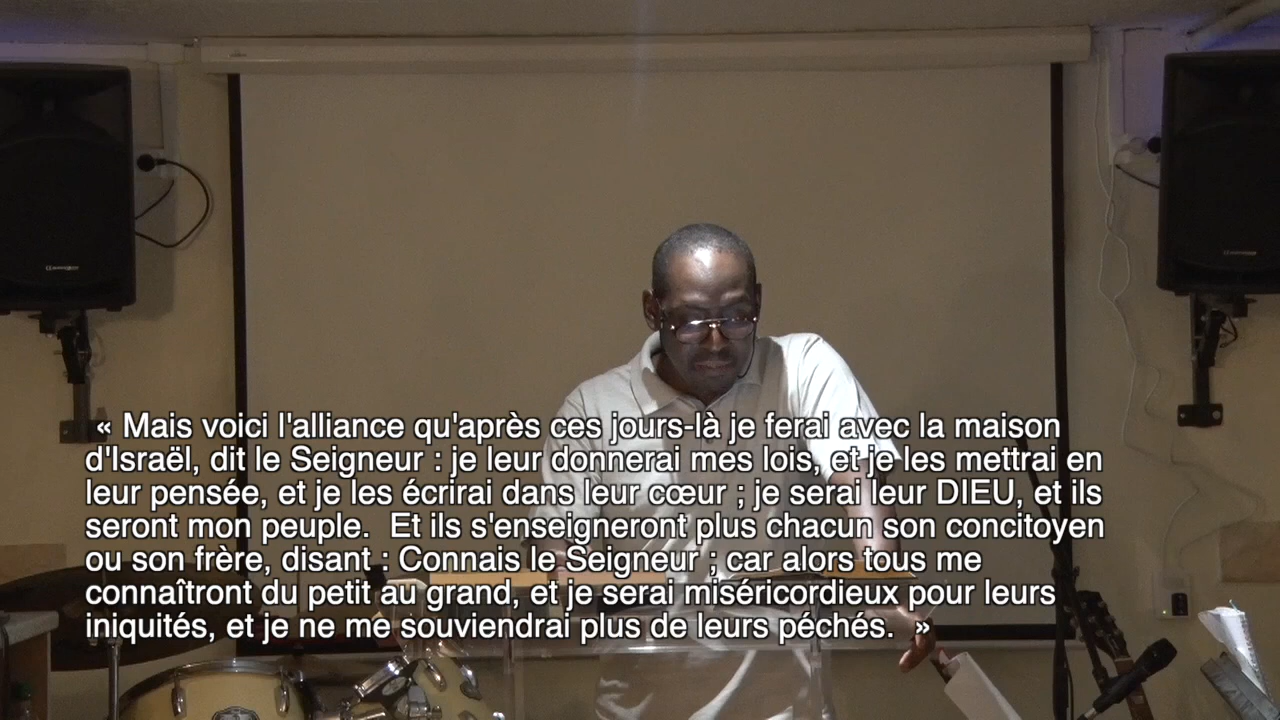 « Mais voici l'alliance qu'après ces jours-là je ferai avec la maison
d'Israël, dit le Seigneur : je leur donnerai mes lois, et je les mettrai en
leur pensée, et je les écrirai dans leur cœur ; je serai leur DIEU, et ils
seront mon peuple.  Et ils s'enseigneront plus chacun son concitoyen
ou son frère, disant : Connais le Seigneur ; car alors tous me
connaîtront du petit au grand, et je serai miséricordieux pour leurs
iniquités, et je ne me souviendrai plus de leurs péchés.  »